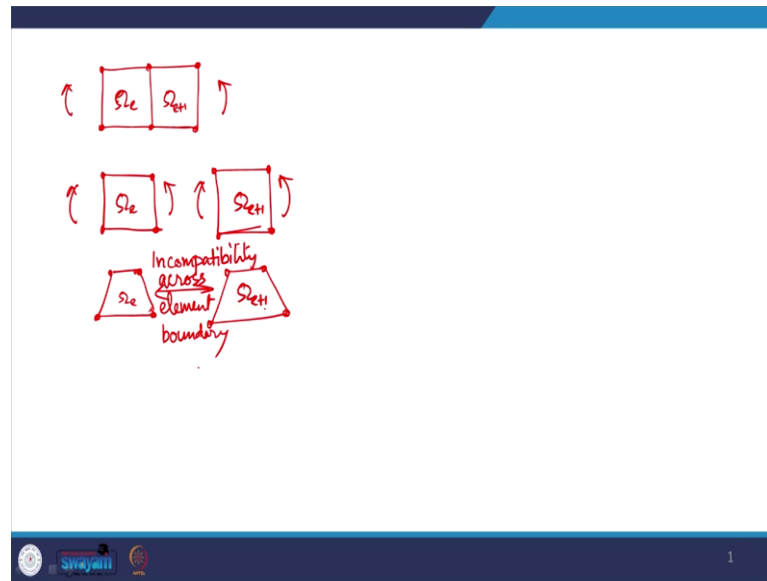 Ωe Ωe+1
Ωe Ωe+1
Incompatibility
across
Ωe element Ωe+1
boundary
swayam
1